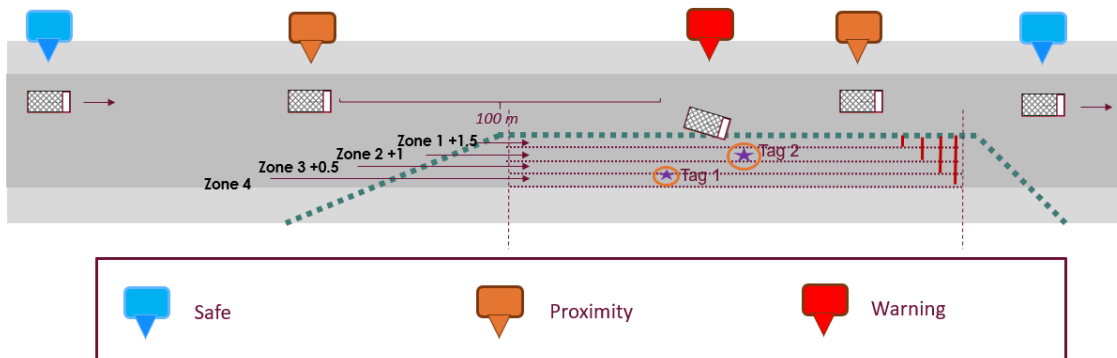 100 m
Zone 1 +1.5
Zone 2 +1
Zone 3 +0.5
Zone 4
Tag 2
Tag 1
Safe
Proximity
Warning